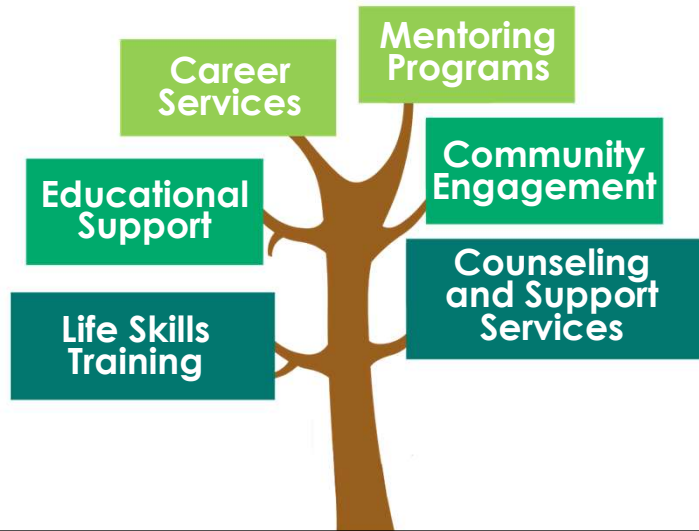 Career
Services
Mentoring
Programs
Educational
Support
Community
Engagement
Life Skills
Training
Counseling
and Support
Services